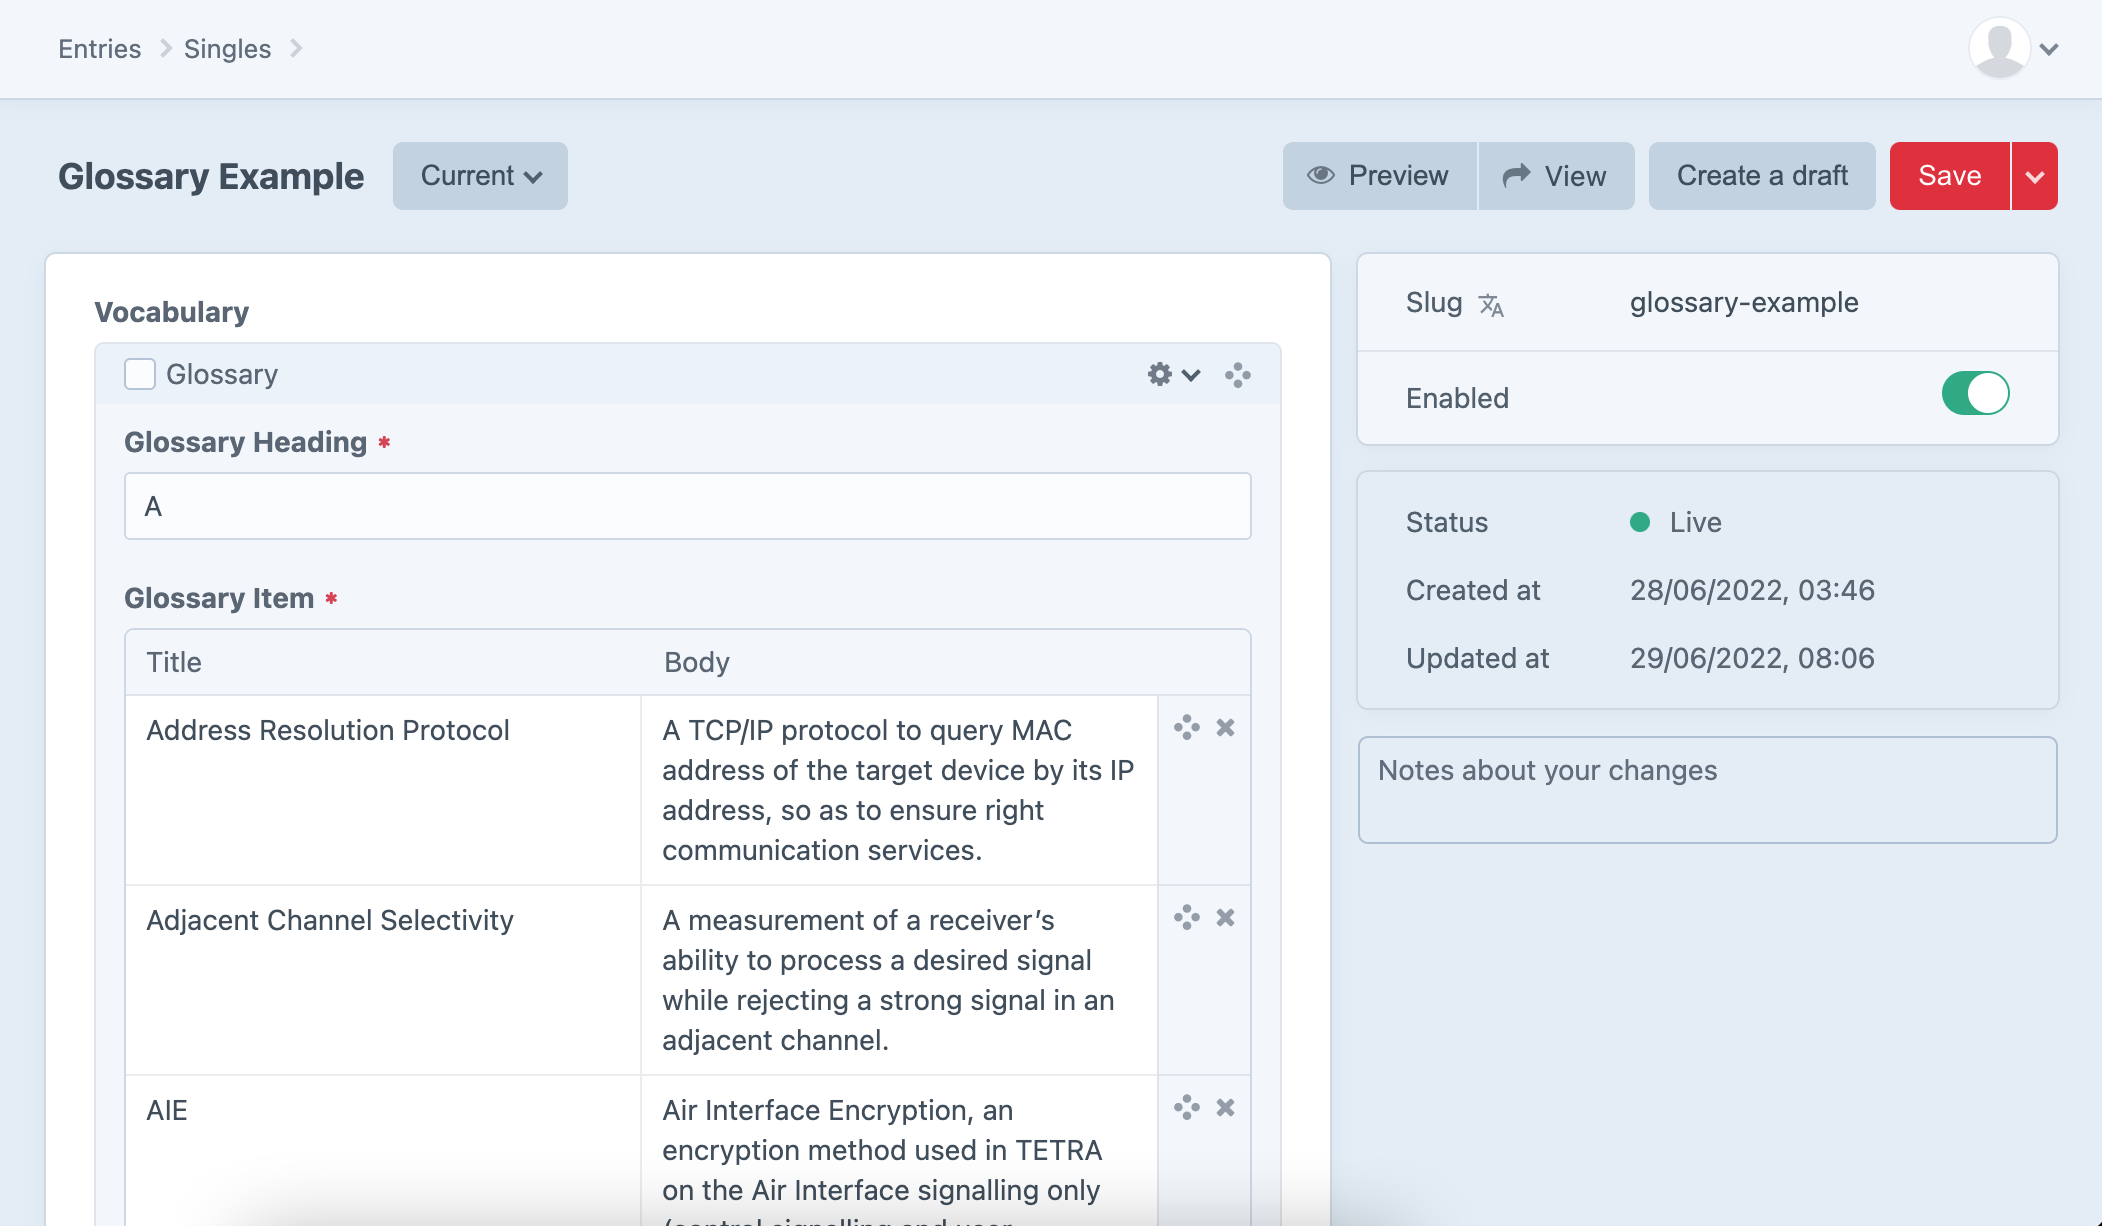 Entries
Singles
Glossary Example
Current
Preview
View
Create a draft
Save
Vocabulary
Glossary
Glossary Heading *
A
Glossary Item *
Title
Body
Address Resolution Protocol
A TCP/IP protocol to query MAC
address of the target device by its IP
address, so as to ensure right
communication services.
Adjacent Channel Selectivity
A measurement of a receiver’s
ability to process a desired signal
while rejecting a strong signal in an
adjacent channel.
AIE
Air Interface Encryption, an
encryption method used in TETRA
on the Air Interface signalling only
(control signalling and user
Slug
glossary-example
Enabled
Status
Live
Created at
28/06/2022, 03:46
Updated at
29/06/2022, 08:06
Notes about your changes